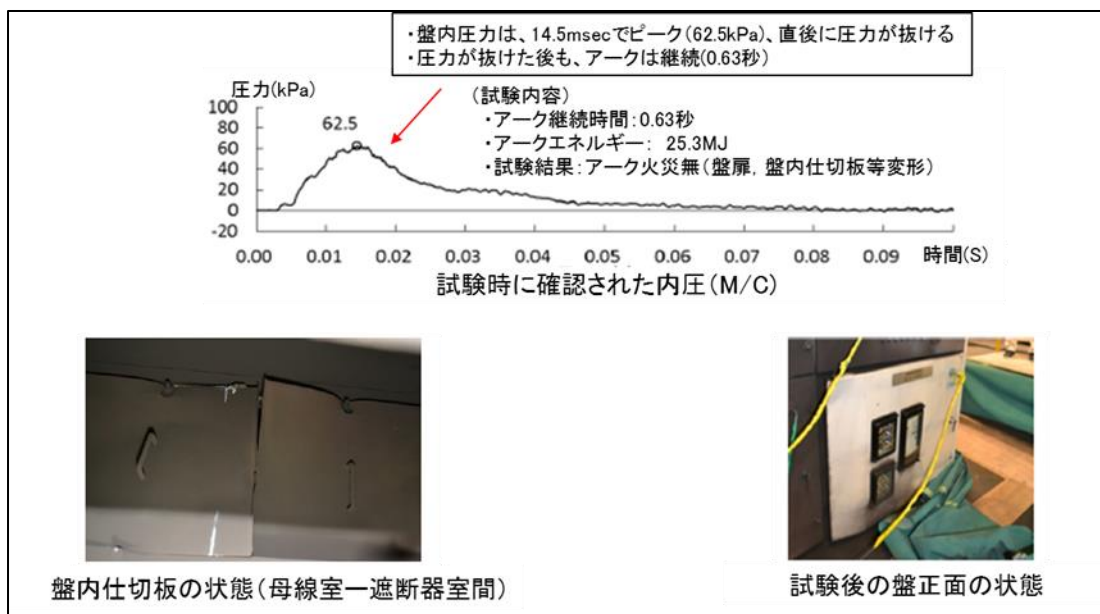 ・盤内圧力は、14.5msecでピーク(62.5kPa)、直後に圧力が抜ける
・圧力が抜けた後も、アークは継続(0.63秒)
圧力(kPa)
(試験内容)
・アーク継続時間:0.63秒
・アークエネルギー: 25.3MJ
・試験結果:アーク火災無(盤扉, 盤内仕切板等変形)
62.5
100
80
60
40
20
0
-20
0.00 0.01 0.02 0.03 0.04 0.05 0.06 0.07 0.08 0.09 時間(S)
試験時に確認された内圧(M/C)
盤内仕切板の状態(母線室ー遮断器室間)
試験後の盤正面の状態